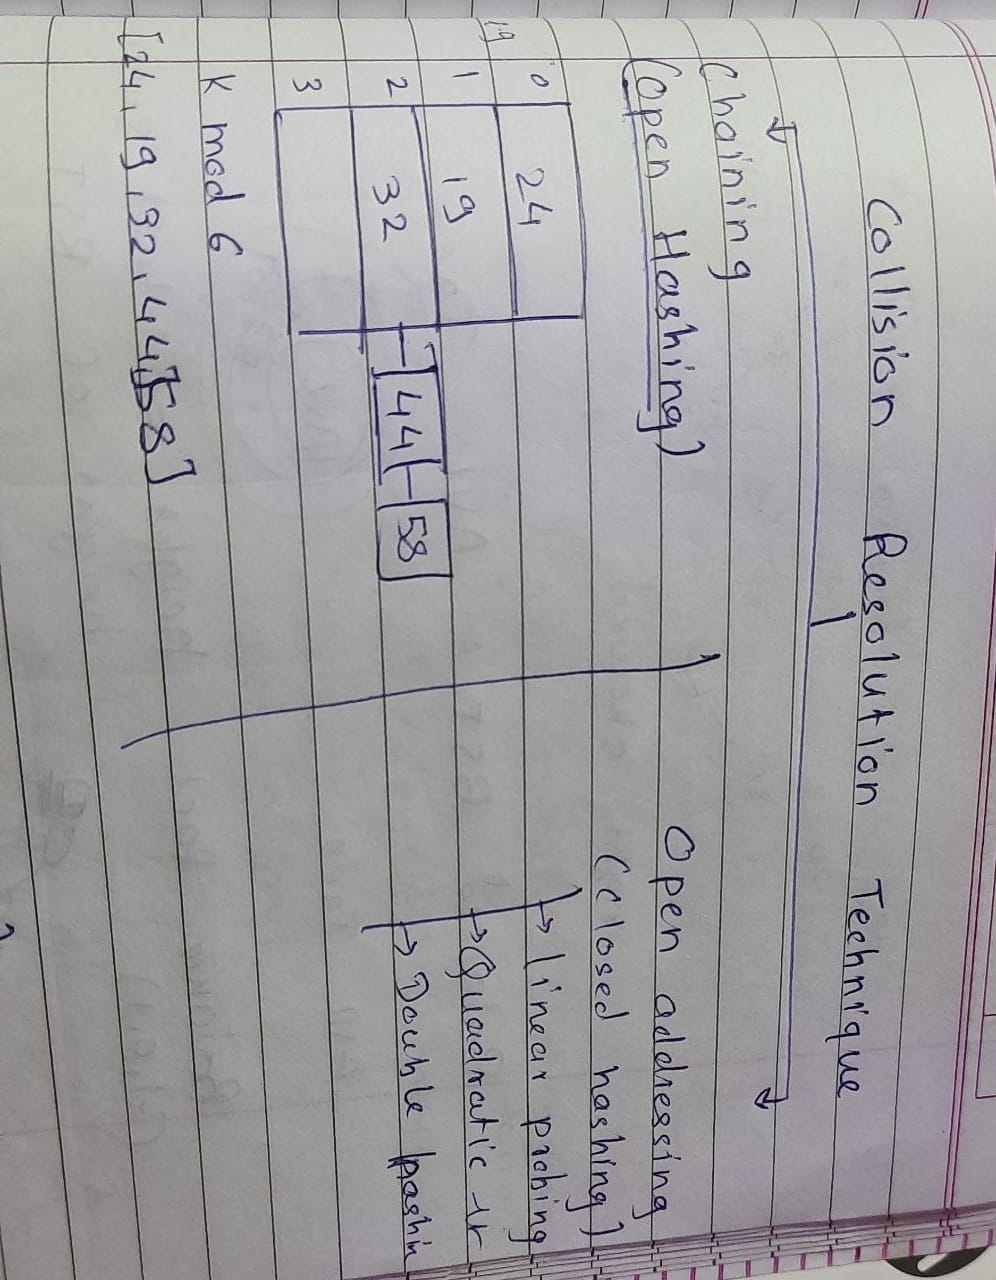 Collision Resolution Technique
Chaining
(open Hashing)
0 24
1 19
2 32 44 58
3
K mod 6
[24, 19, 32, 44, 58]
Open addressing
(closed hashing)
→ linear probing
→ Quadratic
→ Double hashin